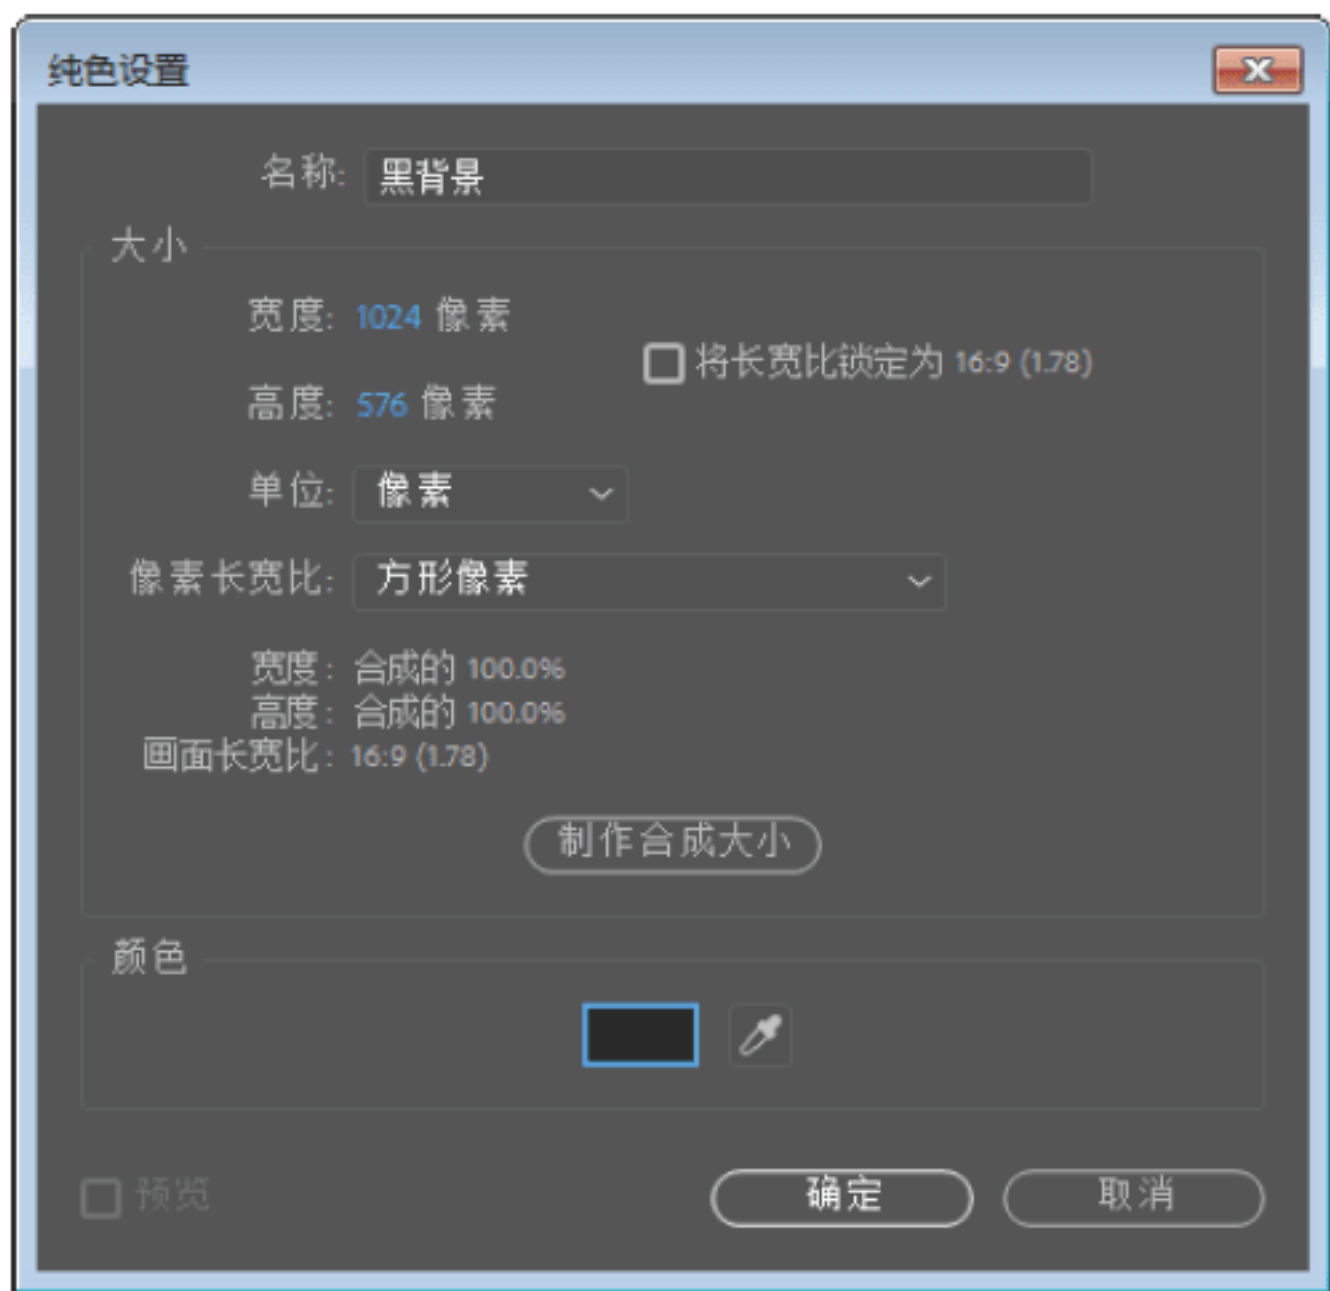 纯色设置
名称: 黑背景
大小
宽度: 1024 像素
将长宽比锁定为 16:9 (1.78)
高度: 576 像素
单位: 像素
像素长宽比: 方形像素
宽度: 合成的 100.0%
高度: 合成的 100.0%
画面长宽比: 16:9 (1.78)
制作合成大小
颜色
预览
确定
取消